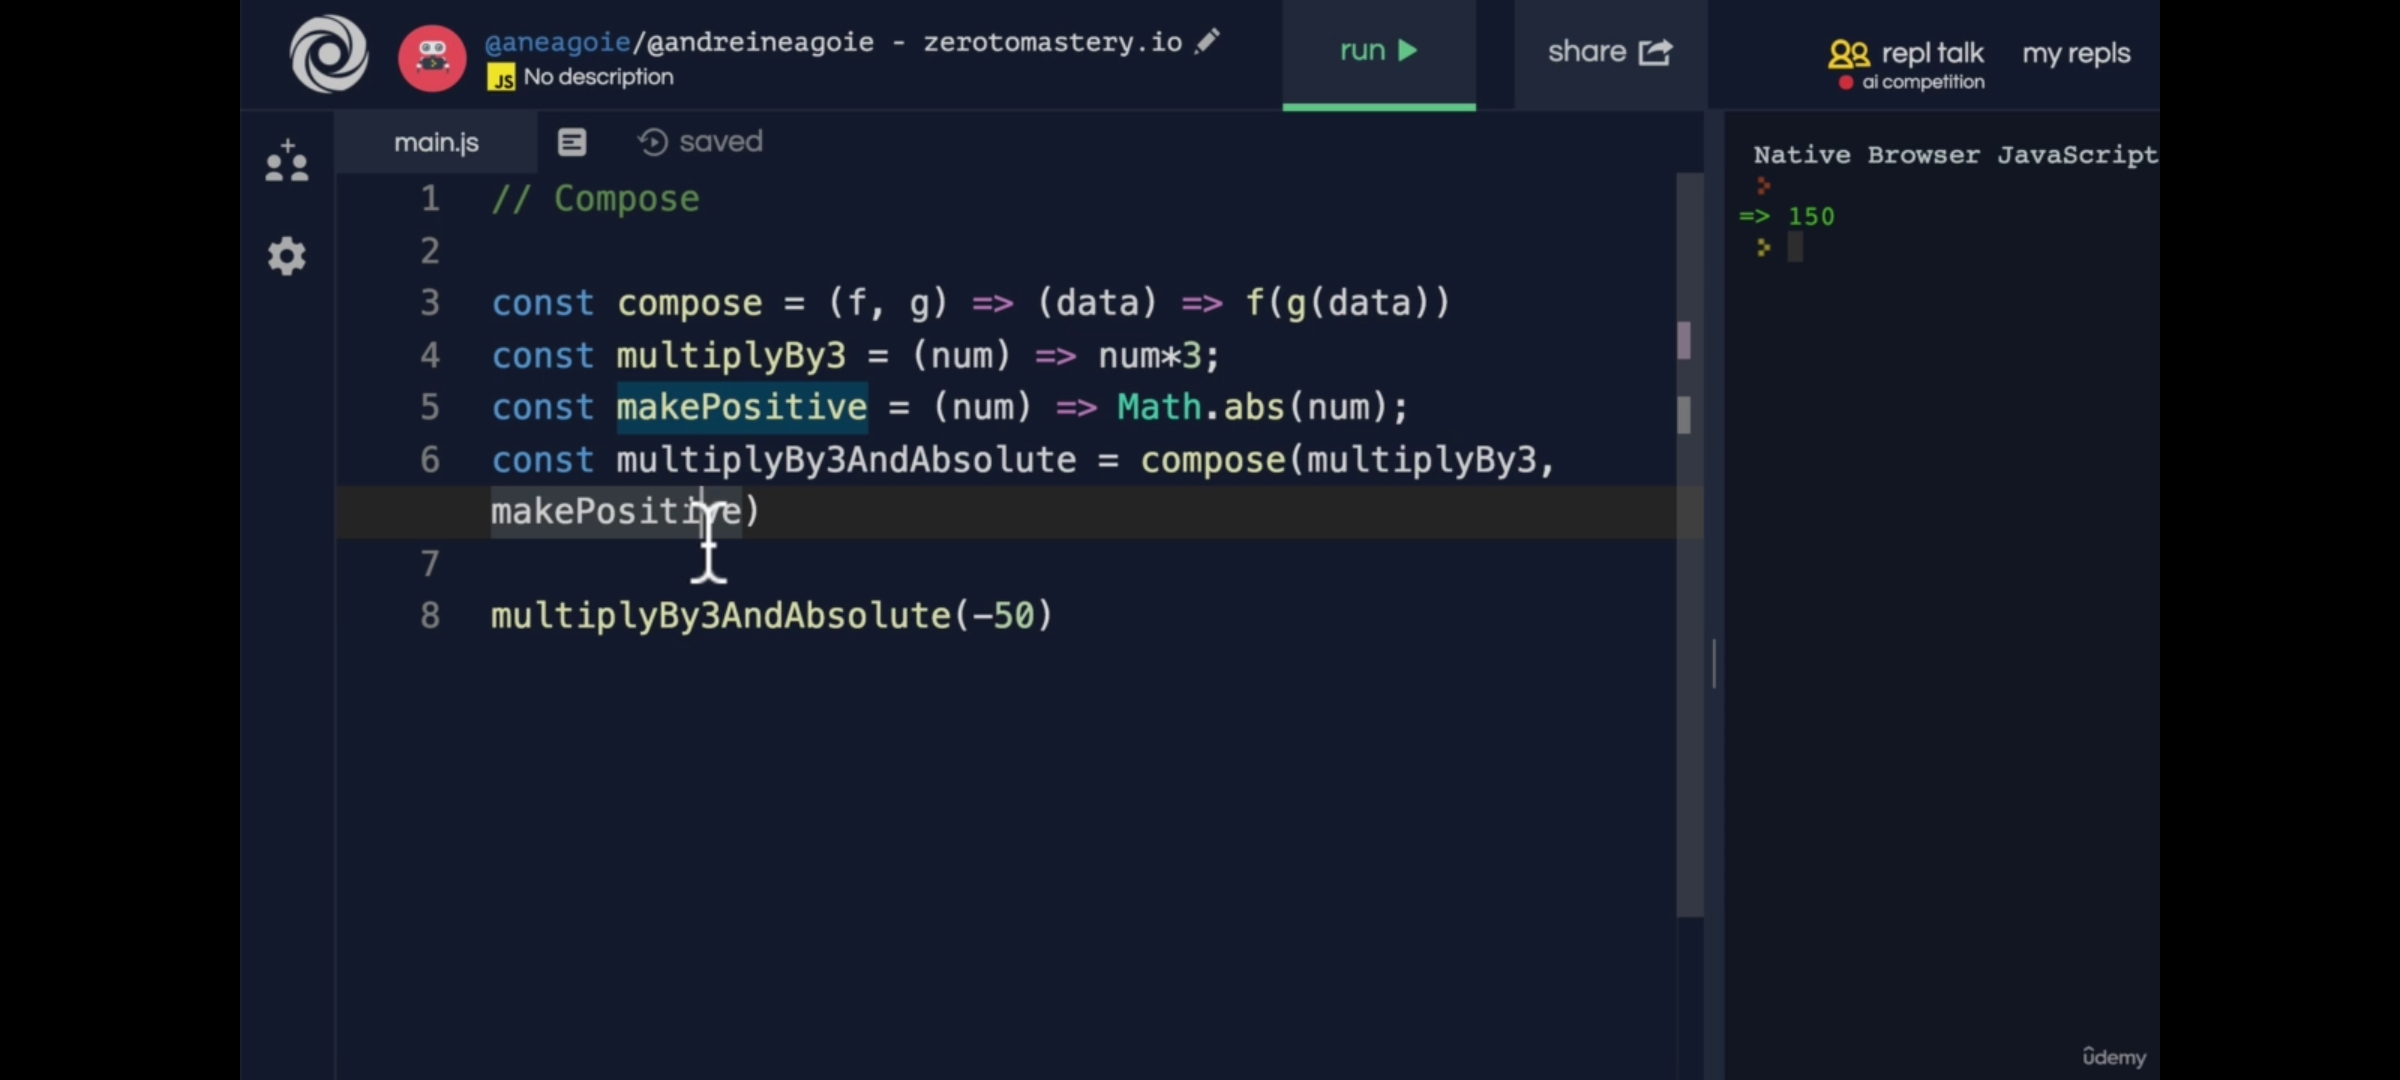 @aneagoie/@andreineagoie - zerotomastery.io
JS No description
run
share
repl talk
ai competition
my repls
main.js
saved
Native Browser JavaScript
=> 150
1 // Compose
2
3 const compose = (f, g) => (data) => f(g(data))
4 const multiplyBy3 = (num) => num*3;
5 const makePositive = (num) => Math.abs(num);
6 const multiplyBy3AndAbsolute = compose(multiplyBy3,
makePositive)
7
8 multiplyBy3AndAbsolute(-50)
ûdemy